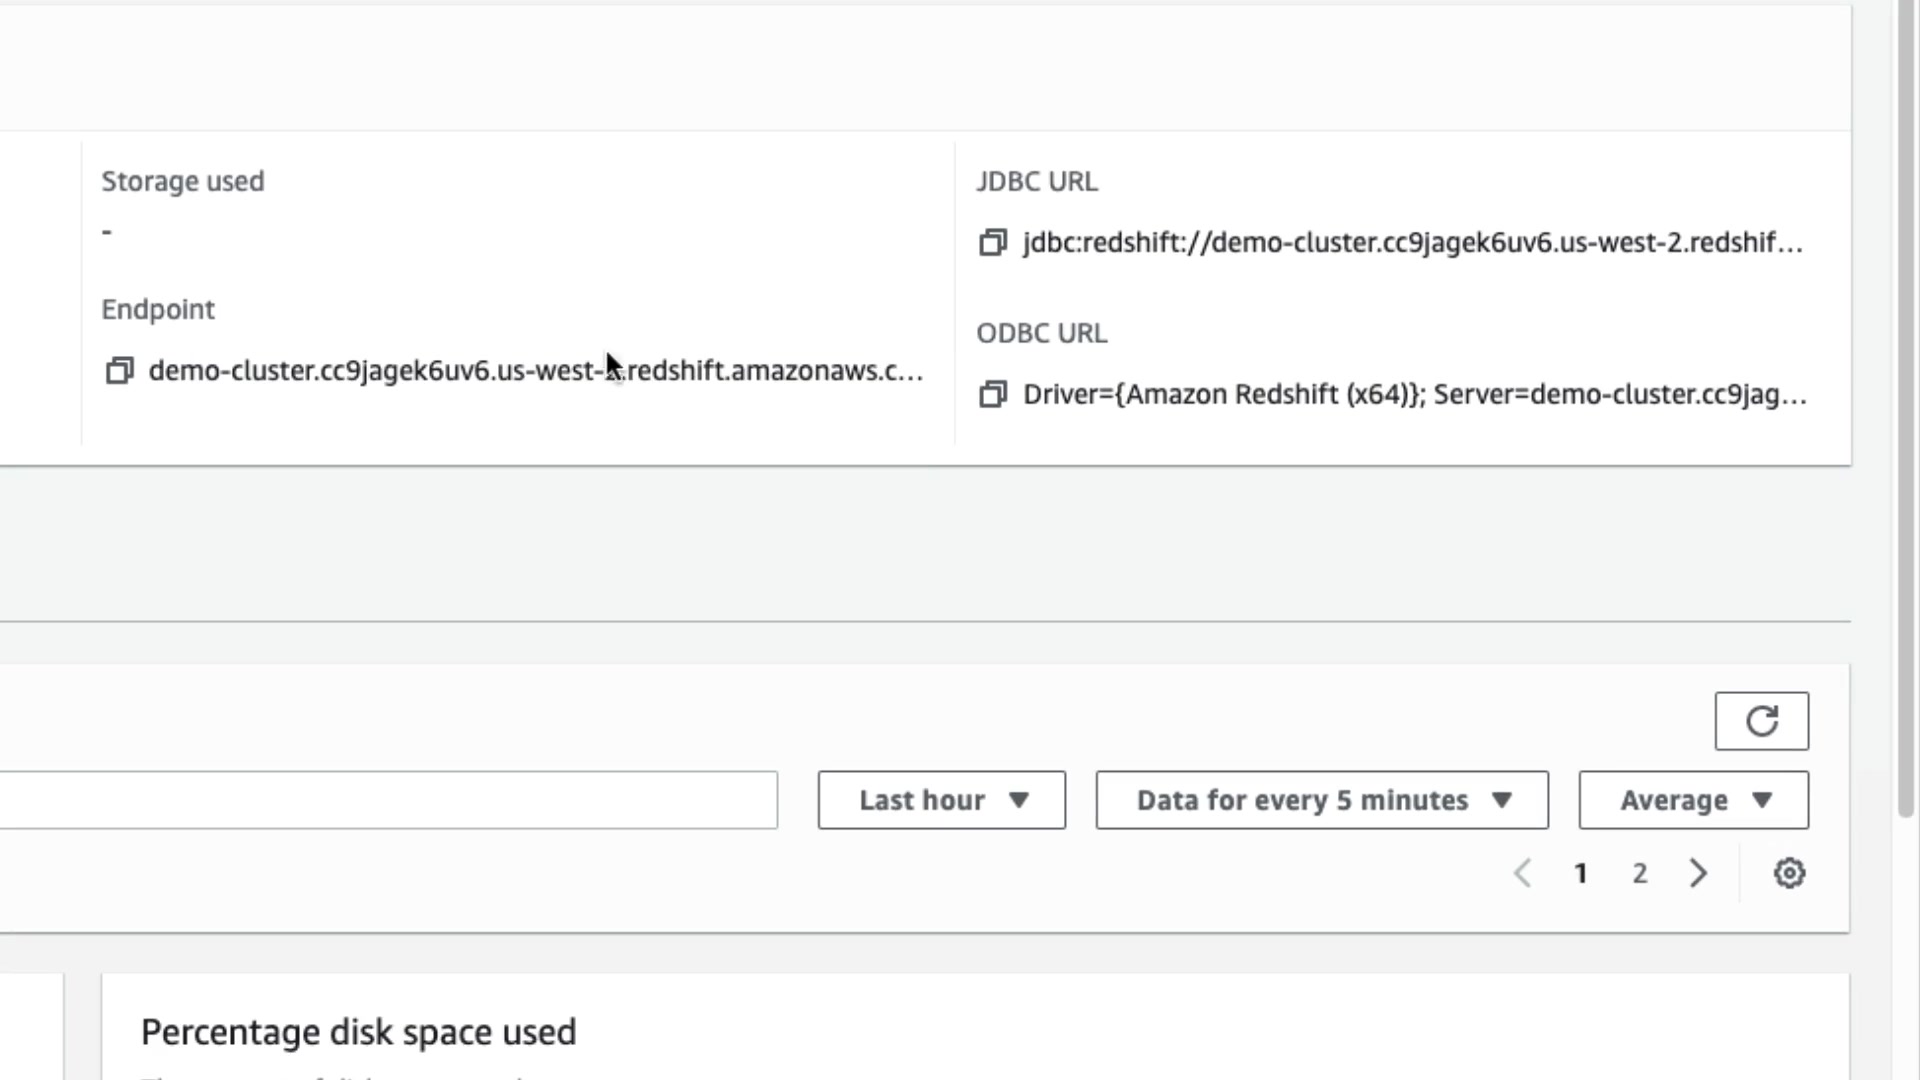 Storage used
-
Endpoint
demo-cluster.cc9jagek6uv6.us-west-2.redshift.amazonaws.c...
JDBC URL
jdbc:redshift://demo-cluster.cc9jagek6uv6.us-west-2.redshif...
ODBC URL
Driver={Amazon Redshift (x64)}; Server=demo-cluster.cc9jag...
Last hour
Data for every 5 minutes
Average
1 2
Percentage disk space used